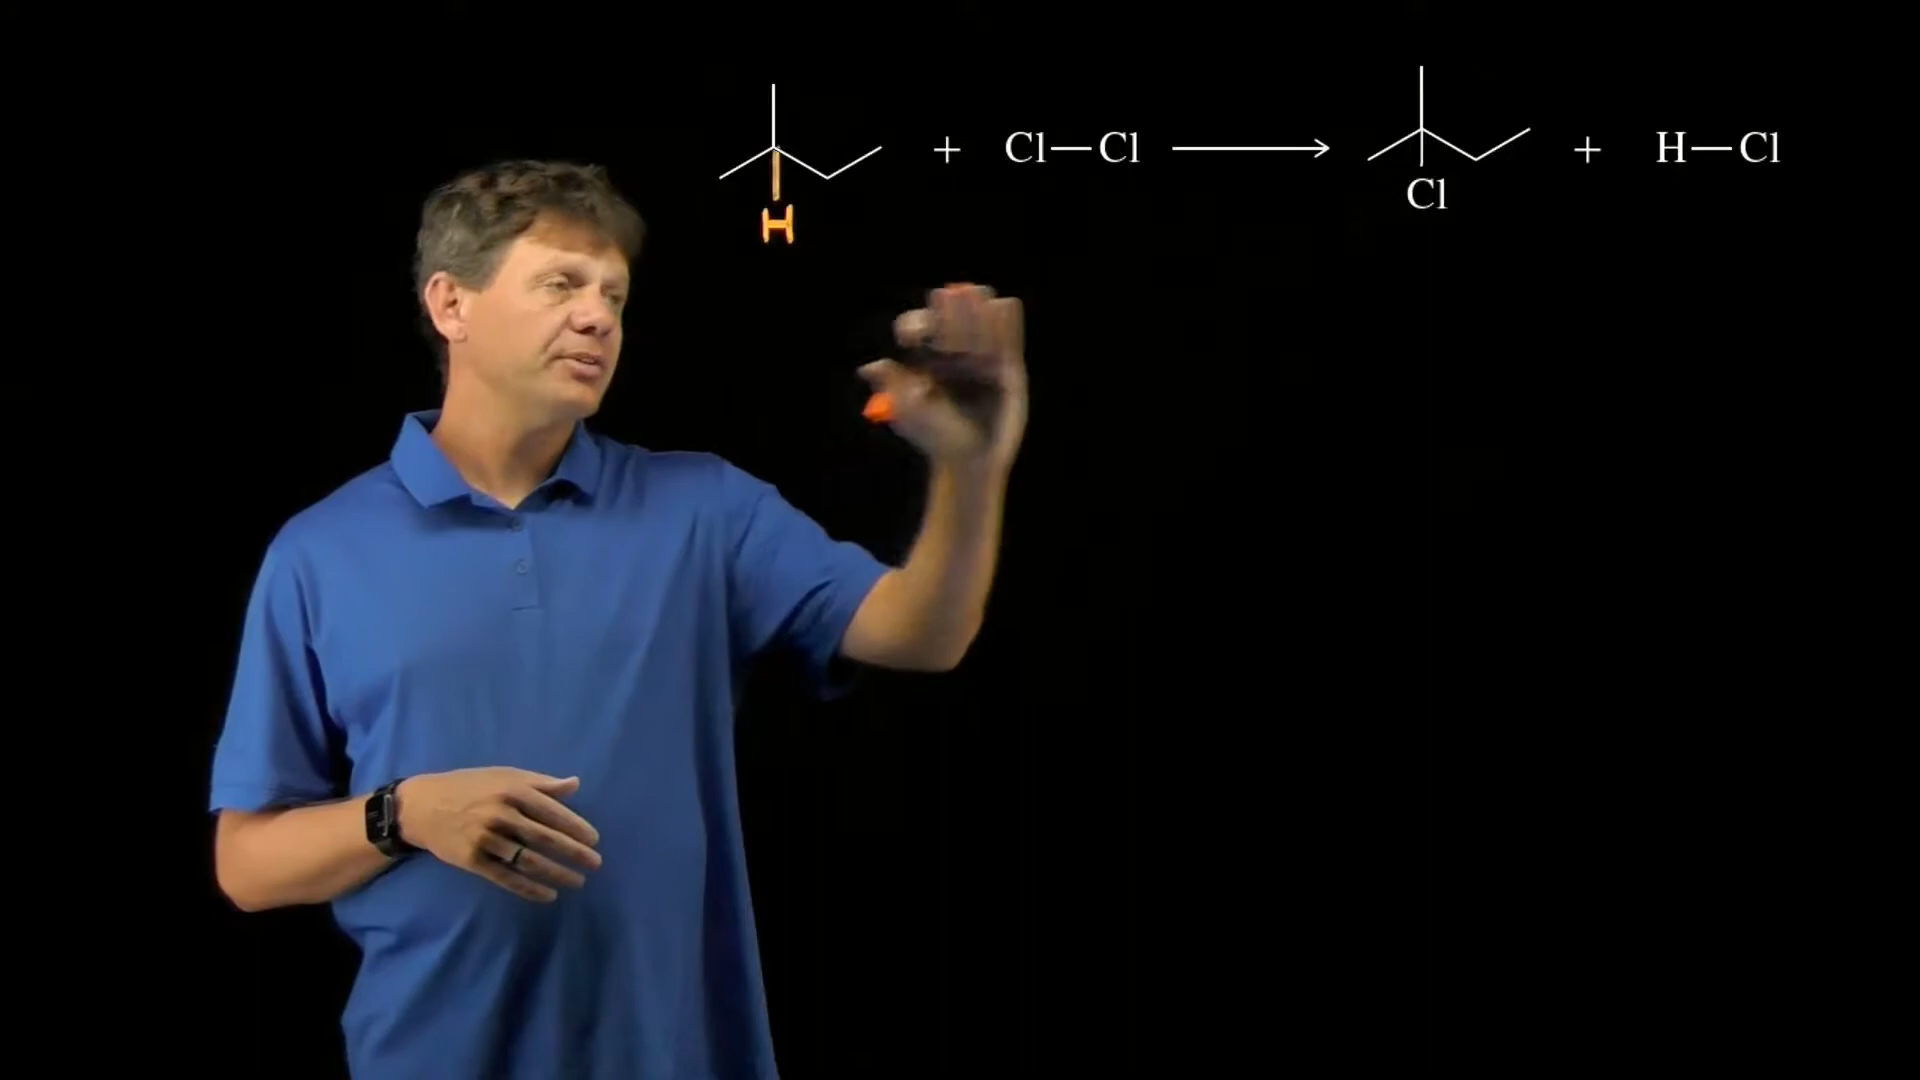 + Cl—Cl → + H—Cl
Cl
H